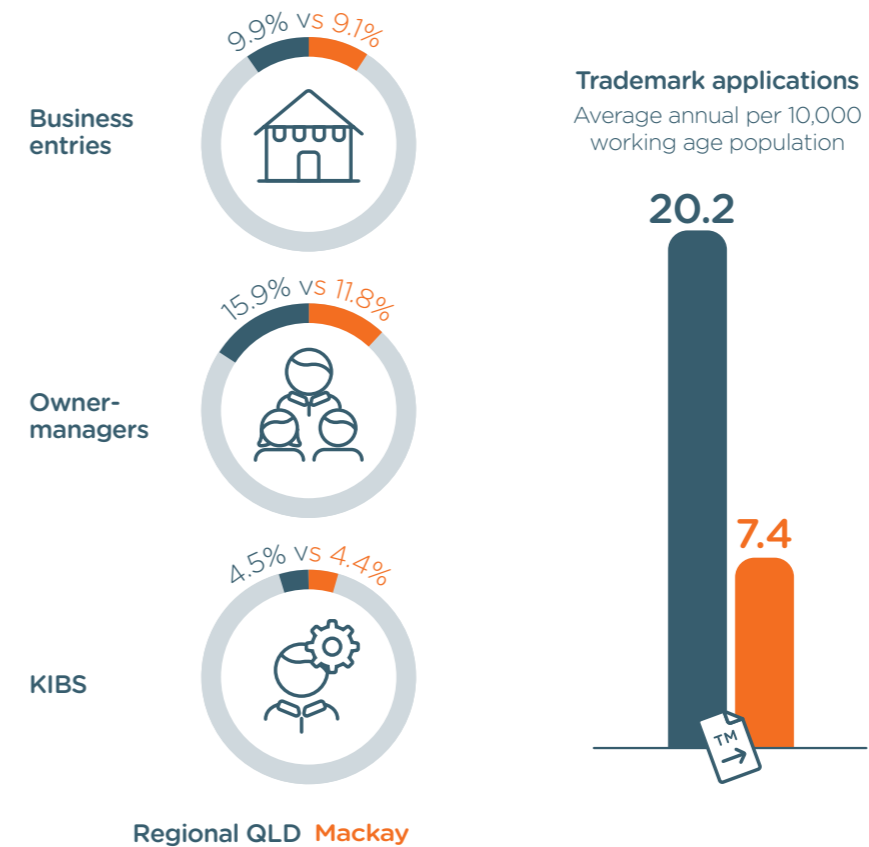 9.9% vs 9.1%
Business
entries
15.9% vs 11.8%
Owner-
managers
4.5% vs 4.4%
KIBS
Regional QLD Mackay
Trademark applications
Average annual per 10,000
working age population
20.2
7.4
TM